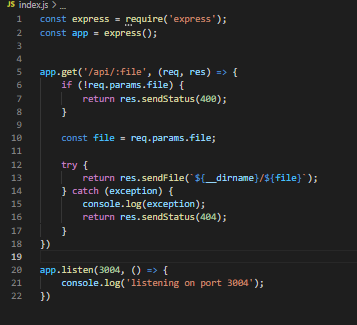 JS index.js > ...
1 const express = require('express');
2 const app = express();
3
4
5 app.get('/api/:file', (req, res) => {
6 if (!req.params.file) {
7 return res.sendStatus(400);
8 }
9
10 const file = req.params.file;
11
12 try {
13 return res.sendFile(`${__dirname}/${file}`);
14 } catch (exception) {
15 console.log(exception);
16 return res.sendStatus(404);
17 }
18 })
19
20 app.listen(3004, () => {
21 console.log('listening on port 3004');
22 })